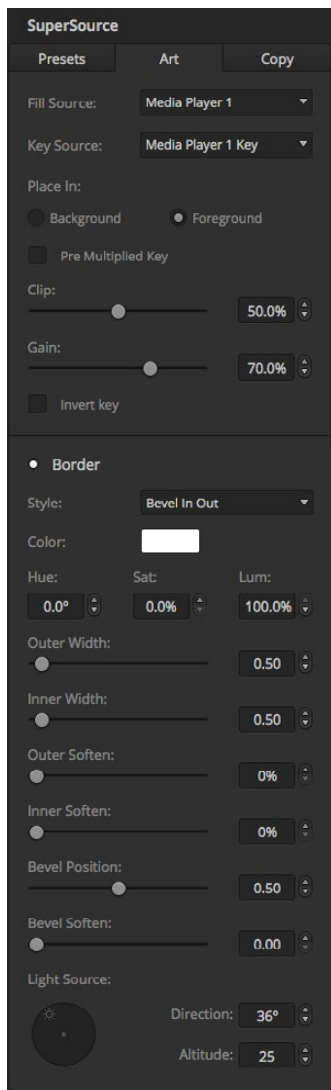 SuperSource
Presets Art Copy
Fill Source: Media Player 1
Key Source: Media Player 1 Key
Place In:
Background Foreground
Pre Multiplied Key
Clip:
50.0%
Gain:
70.0%
Invert key
Border
Style: Bevel In Out
Color:
Hue: Sat: Lum:
0.0° 0.0% 100.0%
Outer Width:
0.50
Inner Width:
0.50
Outer Soften:
0%
Inner Soften:
0%
Bevel Position:
0.50
Bevel Soften:
0.00
Light Source:
Direction: 36°
Altitude: 25